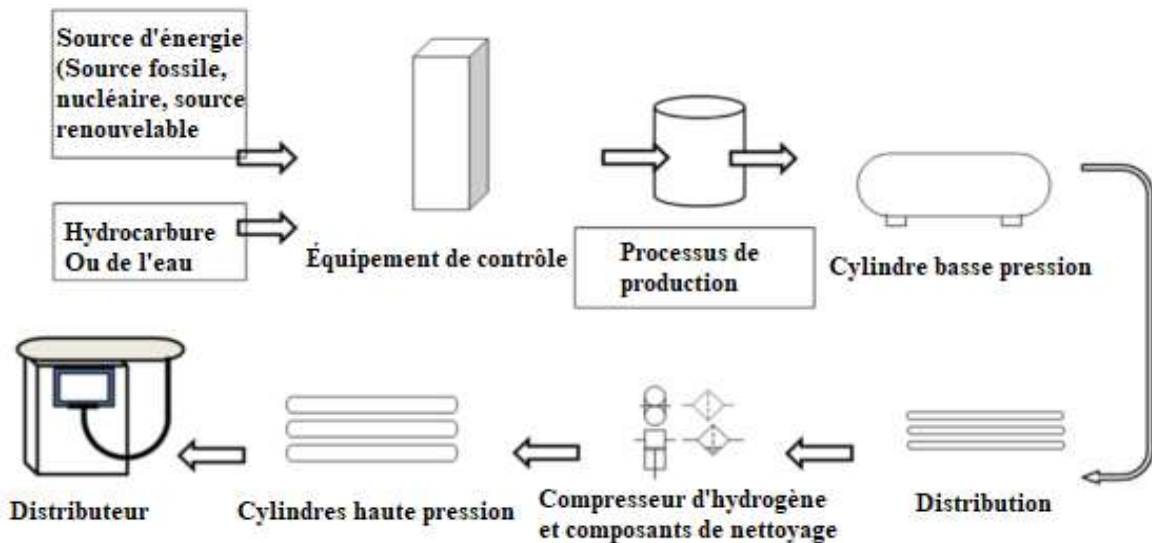 Source d'énergie
(Source fossile,
nucléaire, source
renouvelable
Hydrocarbure
Ou de l'eau
Équipement de contrôle
Processus de
production
Cylindre basse pression
Distributeur
Cylindres haute pression
Compresseur d'hydrogène
et composants de nettoyage
Distribution